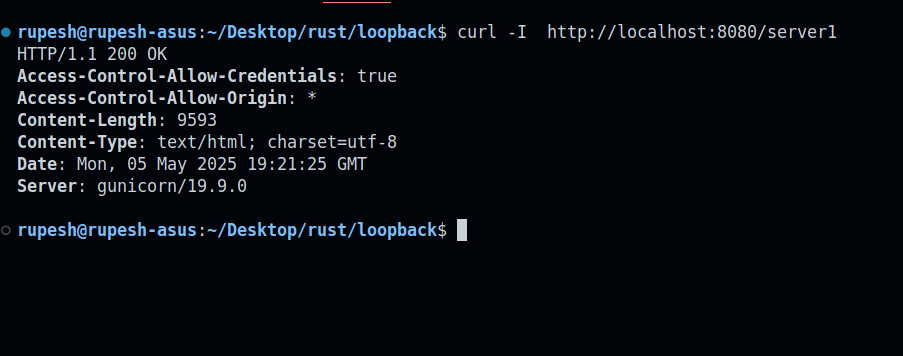 rupesh@rupesh-asus:~/Desktop/rust/loopback$ curl -I  http://localhost:8080/server1
HTTP/1.1 200 OK
Access-Control-Allow-Credentials: true
Access-Control-Allow-Origin: *
Content-Length: 9593
Content-Type: text/html; charset=utf-8
Date: Mon, 05 May 2025 19:21:25 GMT
Server: gunicorn/19.9.0
rupesh@rupesh-asus:~/Desktop/rust/loopback$